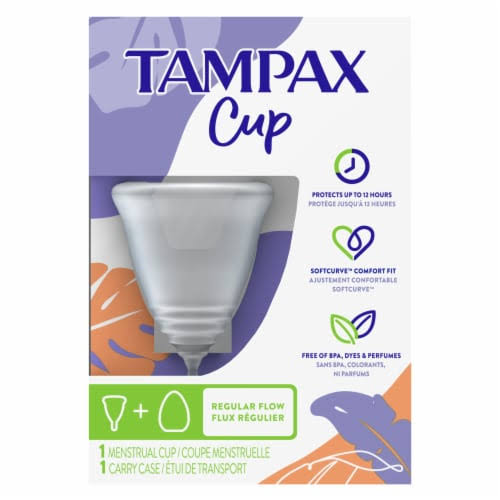 TAMPAX
Cup
PROTECTS UP TO 12 HOURS
PROTÈGE JUSQU'À 12 HEURES
SOFTCURVE™ COMFORT FIT
AJUSTEMENT CONFORTABLE
SOFTCURVE™
FREE OF BPA, DYES & PERFUMES
SANS BPA, COLORANTS,
NI PARFUMS
REGULAR FLOW
FLUX RÉGULIER
1 MENSTRUAL CUP / COUPE MENSTRUELLE
1 CARRY CASE / ÉTUI DE TRANSPORT